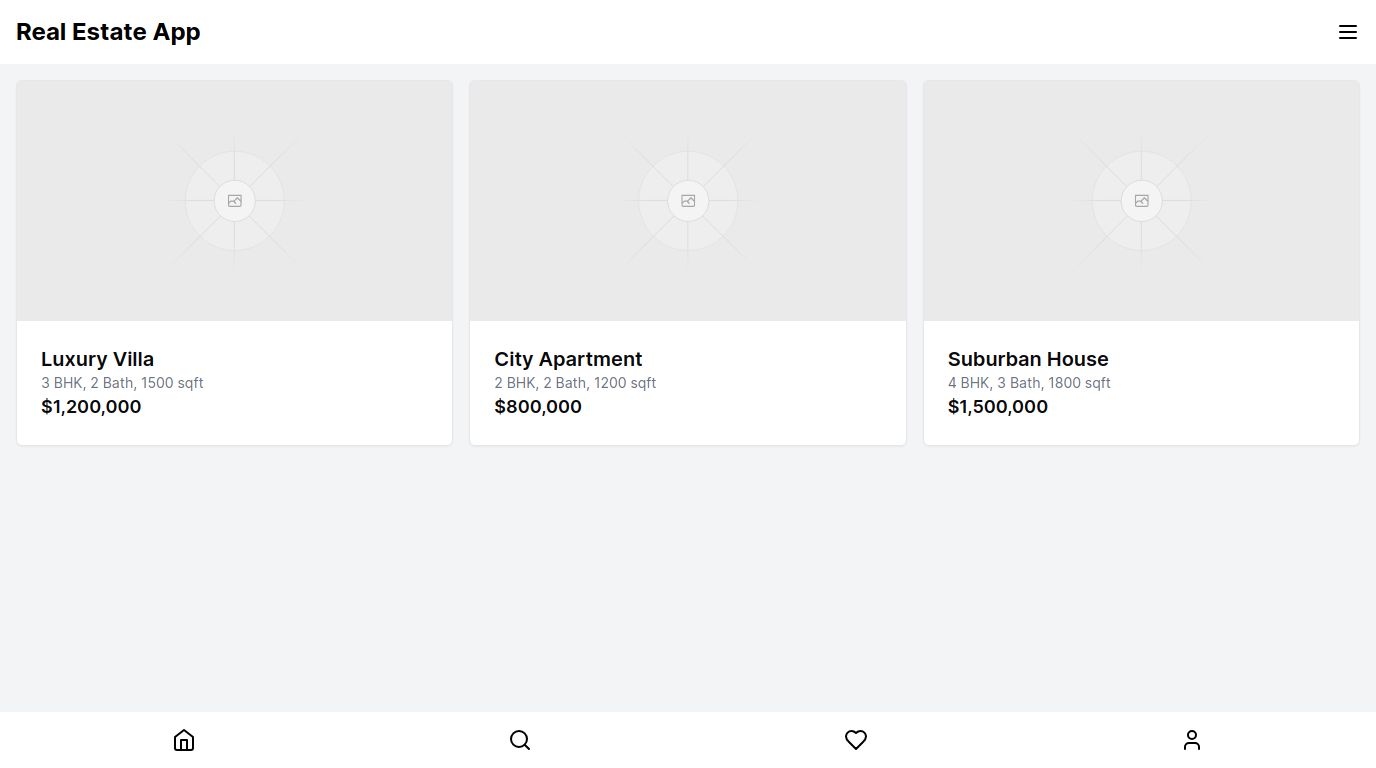 Real Estate App
Luxury Villa
3 BHK, 2 Bath, 1500 sqft
$1,200,000
City Apartment
2 BHK, 2 Bath, 1200 sqft
$800,000
Suburban House
4 BHK, 3 Bath, 1800 sqft
$1,500,000